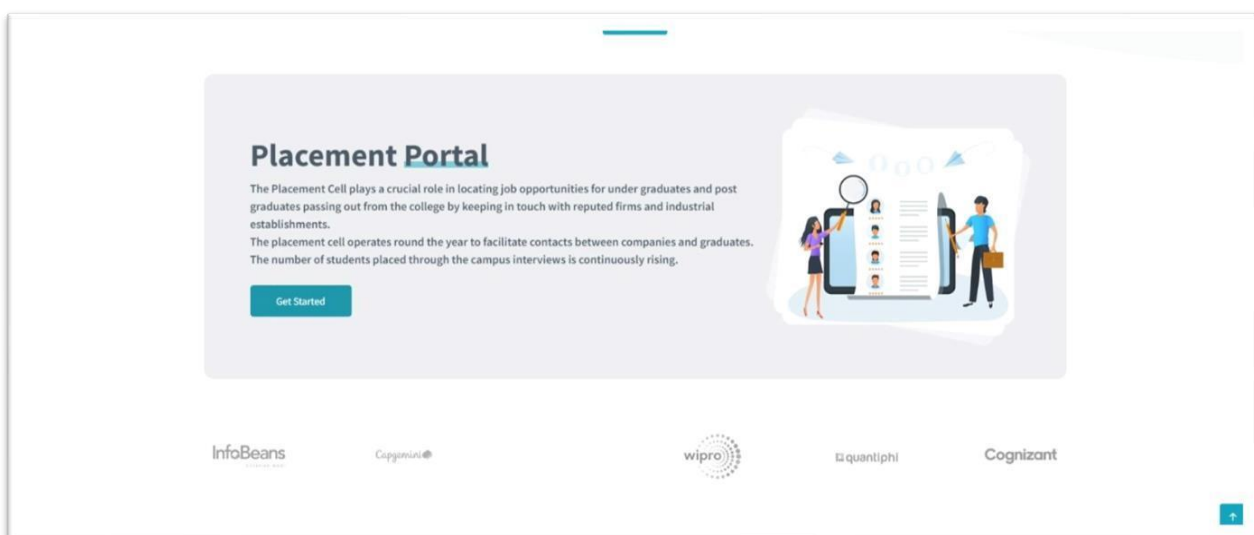 Placement Portal
The Placement Cell plays a crucial role in locating job opportunities for under graduates and post
graduates passing out from the college by keeping in touch with reputed firms and industrial
establishments.
The placement cell operates round the year to facilitate contacts between companies and graduates.
The number of students placed through the campus interviews is continuously rising.
Get Started
InfoBeans
Capgemini
wipro
quantiphi
Cognizant